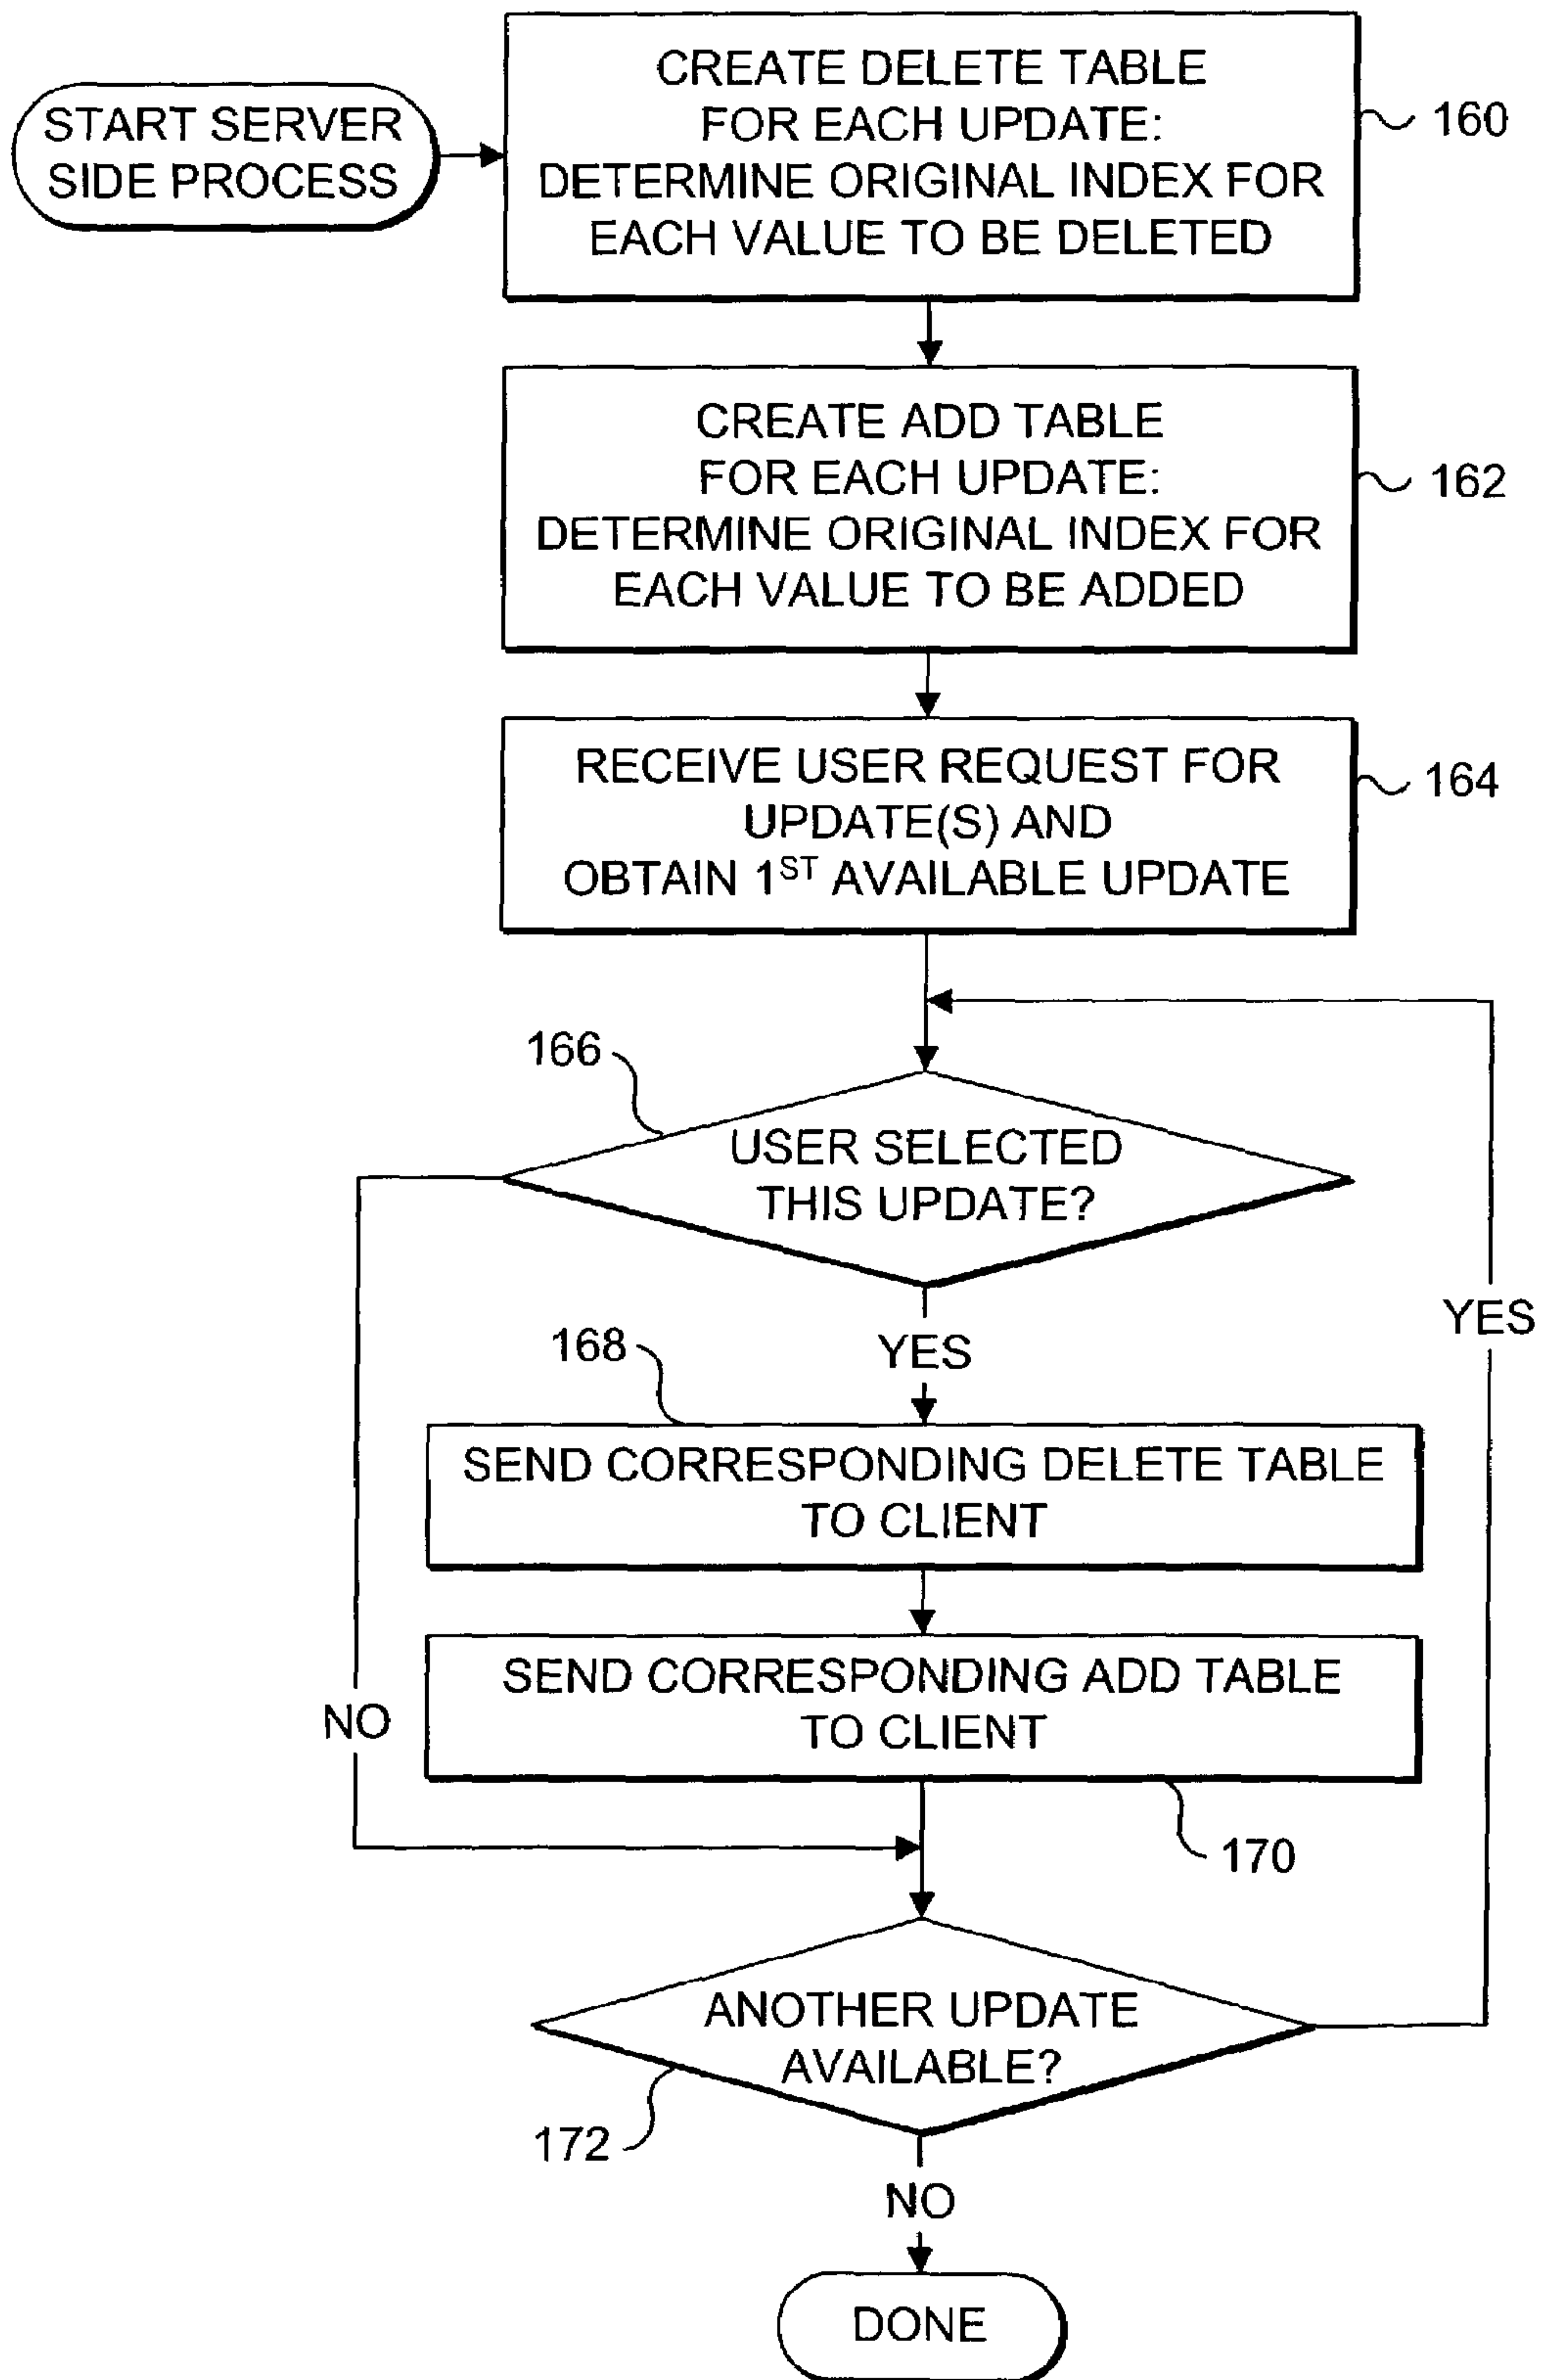 START SERVER
SIDE PROCESS
CREATE DELETE TABLE
FOR EACH UPDATE:
DETERMINE ORIGINAL INDEX FOR
EACH VALUE TO BE DELETED
160
CREATE ADD TABLE
FOR EACH UPDATE:
DETERMINE ORIGINAL INDEX FOR
EACH VALUE TO BE ADDED
162
RECEIVE USER REQUEST FOR
UPDATE(S) AND
OBTAIN 1ST AVAILABLE UPDATE
164
166
USER SELECTED
THIS UPDATE?
YES
YES
168
SEND CORRESPONDING DELETE TABLE
TO CLIENT
SEND CORRESPONDING ADD TABLE
TO CLIENT
NO
170
ANOTHER UPDATE
AVAILABLE?
172
NO
DONE